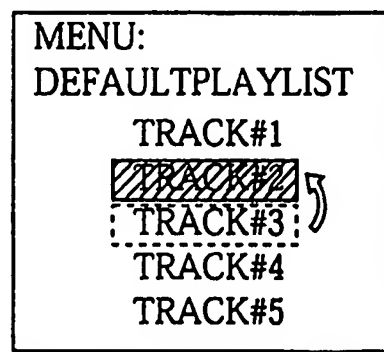 MENU:
DEFAULTPLAYLIST
TRACK#1
TRACK#2
TRACK#3
TRACK#4
TRACK#5